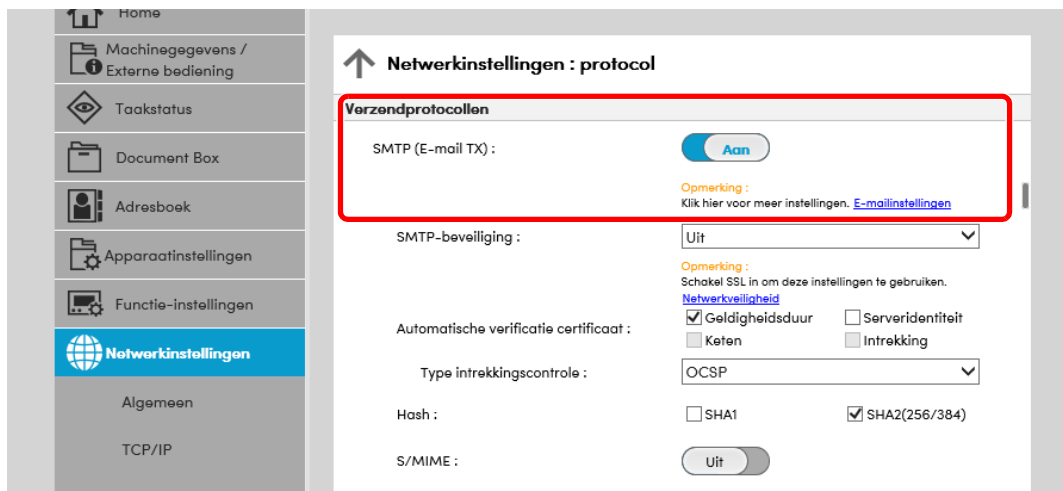 Home
Machinegegevens /
Externe bediening
Taakstatus
Document Box
Adresboek
Apparaatinstellingen
Functie-instellingen
Netwerkinstellingen
Algemeen
TCP/IP
Netwerkinstellingen : protocol
Verzendprotocollen
SMTP (E-mail TX) : Aan
Opmerking :
Klik hier voor meer instellingen. E-mailinstellingen
SMTP-beveiliging : Uit
Opmerking :
Schakel SSL in om deze instellingen te gebruiken.
Netwerkveiligheid
Automatische verificatie certificaat : Geldigheidsduur Serveridentiteit
Keten Intrekking
Type intrekkingscontrole : OCSP
Hash : SHA1 SHA2(256/384)
S/MIME : Uit